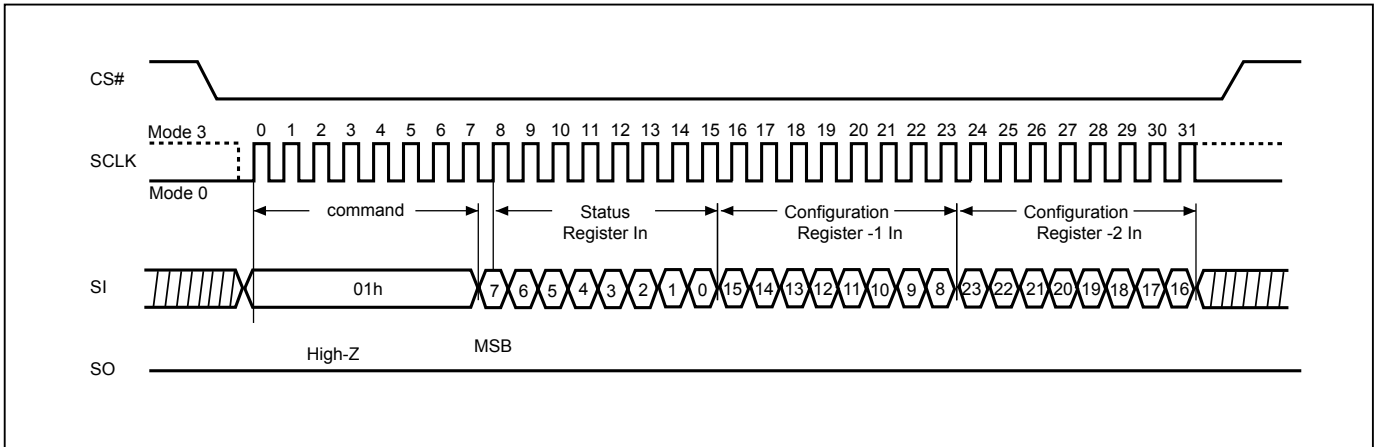 CS#
Mode 3
0 1 2 3 4 5 6 7 8 9 10 11 12 13 14 15 16 17 18 19 20 21 22 23 24 25 26 27 28 29 30 31
SCLK
Mode 0
command
Status
Register In
Configuration
Register -1 In
Configuration
Register -2 In
SI
01h
7 6 5 4 3 2 1 0 15 14 13 12 11 10 9 8 23 22 21 20 19 18 17 16
High-Z
MSB
SO